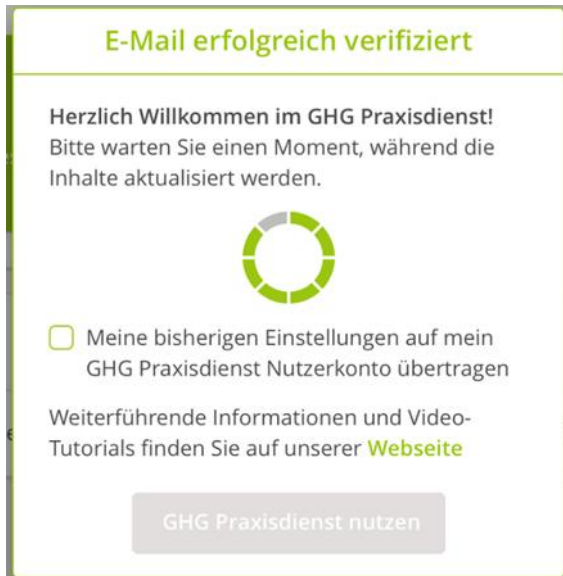 E-Mail erfolgreich verifiziert
Herzlich Willkommen im GHG Praxisdienst!
Bitte warten Sie einen Moment, während die
Inhalte aktualisiert werden.
Meine bisherigen Einstellungen auf mein
GHG Praxisdienst Nutzerkonto übertragen
Weiterführende Informationen und Video-
Tutorials finden Sie auf unserer Webseite
GHG Praxisdienst nutzen